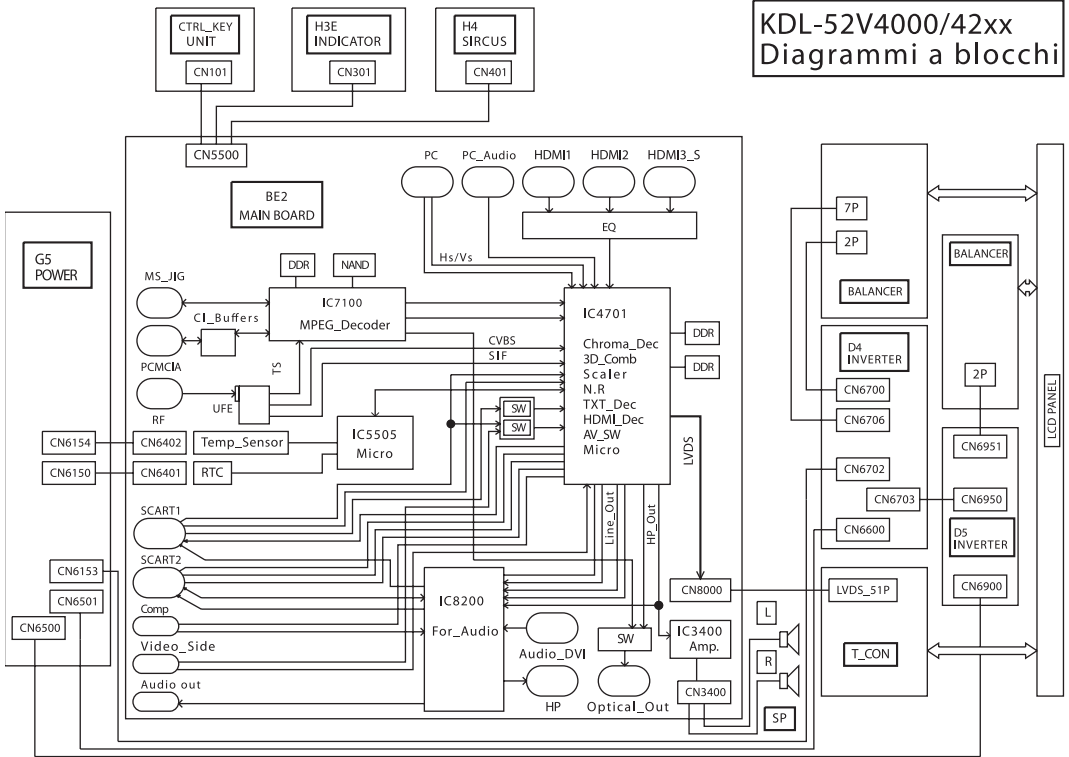 KDL-52V4000/42xx
Diagrammi a blocchi
CTRL_KEY
UNIT
CN101
H3E
INDICATOR
CN301
H4
SIRCUS
CN401
CN5500
BE2
MAIN BOARD
PC
PC_Audio
HDMI1
HDMI2
HDMI3_S
EQ
Hs/Vs
G5
POWER
MS_JIG
CI_Buffers
PCMCIA
RF
UFE
TS
DDR
NAND
IC7100
MPEG_Decoder
CVBS
SIF
IC4701
Chroma_Dec
3D_Comb
Scaler
N.R
TXT_Dec
HDMI_Dec
AV_SW
Micro
DDR
DDR
SW
SW
IC5505
Micro
Temp_Sensor
RTC
CN6154
CN6402
CN6150
CN6401
SCART1
SCART2
Comp
Video_Side
Audio out
CN6153
CN6501
CN6500
IC8200
For_Audio
Line_Out
HP_Out
LVDS
Audio_DVI
HP
SW
Optical_Out
CN8000
IC3400
Amp.
CN3400
L
R
SP
7P
2P
BALANCER
D4
INVERTER
CN6700
CN6706
CN6702
CN6703
CN6600
LVDS_51P
T_CON
BALANCER
2P
CN6951
CN6950
D5
INVERTER
CN6900
LCD PANEL